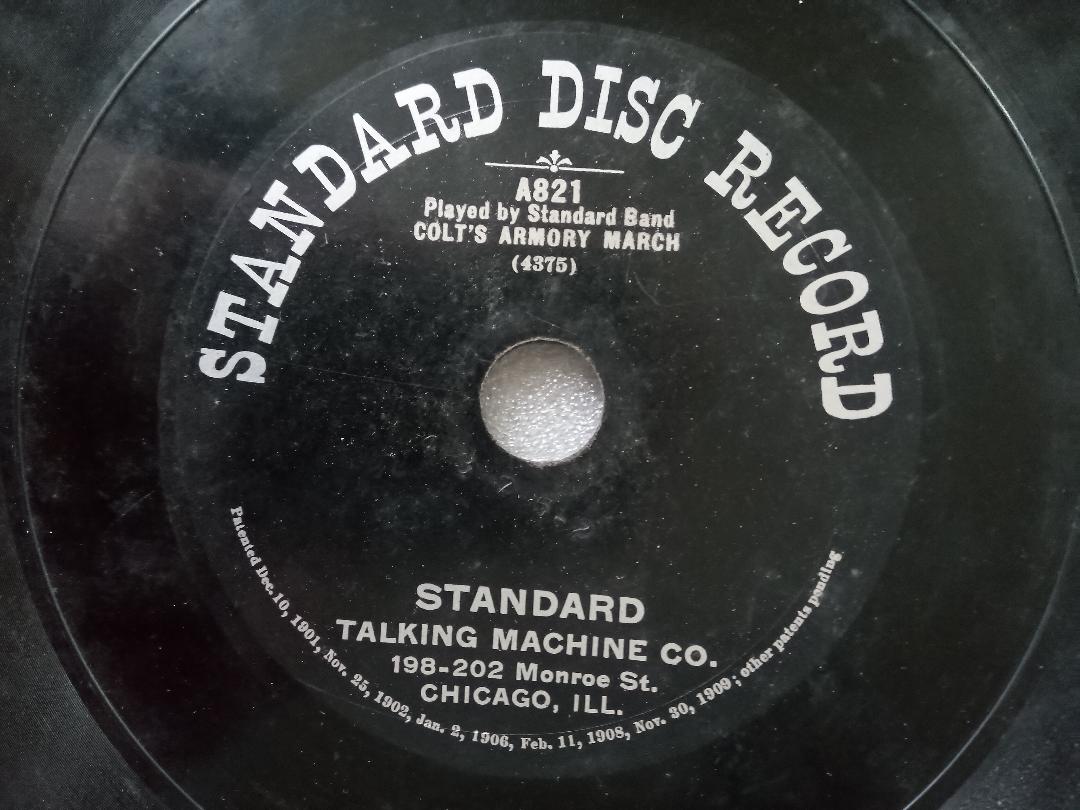 STANDARD DISC RECORD
A821
Played by Standard Band
COLT'S ARMORY MARCH
(4375)
STANDARD
TALKING MACHINE CO.
198-202 Monroe St.
CHICAGO, ILL.
Patented Dec. 10, 1901, Nov. 25, 1902, Jan. 2, 1906, Feb. 11, 1908, Nov. 30, 1909; other patents pending